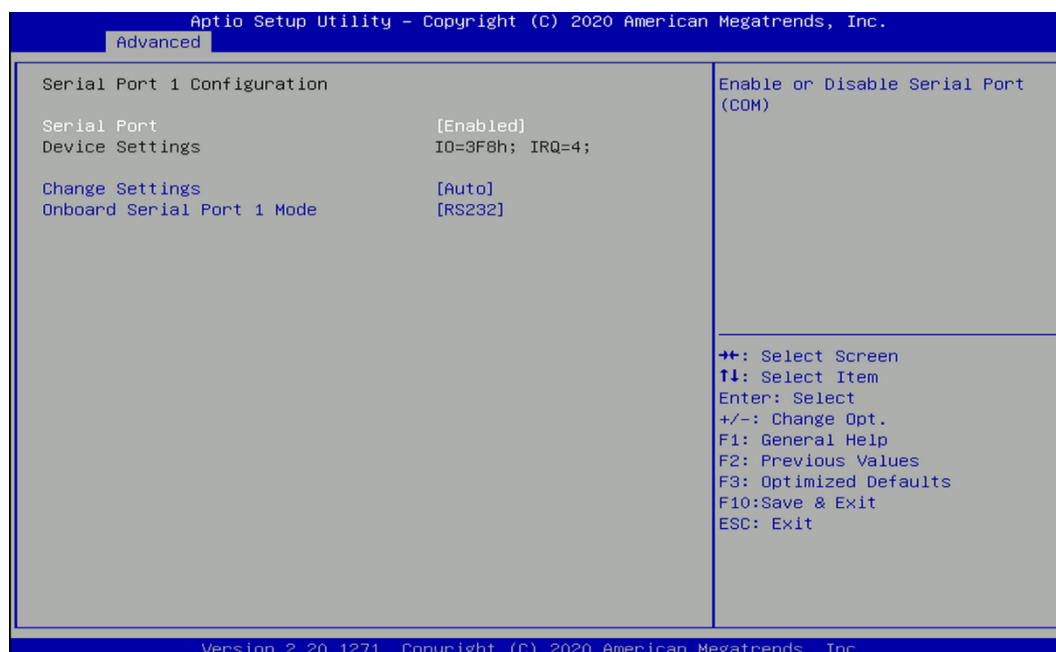 Aptio Setup Utility – Copyright (C) 2020 American Megatrends, Inc.
Advanced
Serial Port 1 Configuration
Serial Port [Enabled]
Device Settings IO=3F8h; IRQ=4;
Change Settings [Auto]
Onboard Serial Port 1 Mode [RS232]
Enable or Disable Serial Port
(COM)
→←: Select Screen
↑↓: Select Item
Enter: Select
+/-: Change Opt.
F1: General Help
F2: Previous Values
F3: Optimized Defaults
F10:Save & Exit
ESC: Exit
Version 2.20.1271. Copyright (C) 2020 American Megatrends, Inc.